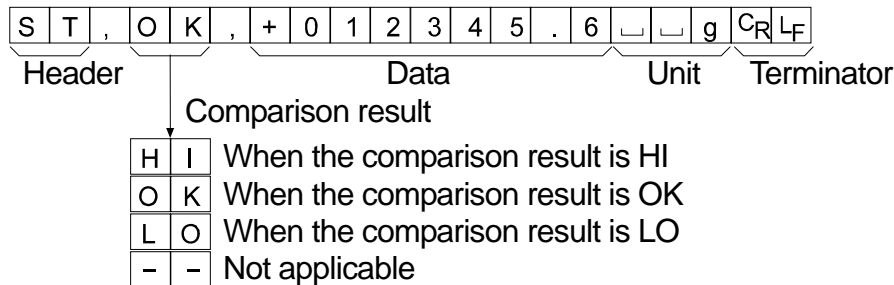 S T , O K , + 0 1 2 3 4 5 . 6 ␣ ␣ g CR LF
Header Data Unit Terminator
Comparison result
H I When the comparison result is HI
O K When the comparison result is OK
L O When the comparison result is LO
– – Not applicable